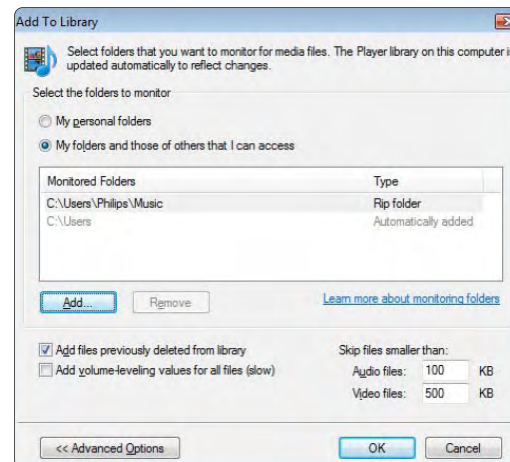 Add To Library
Select folders that you want to monitor for media files. The Player library on this computer
updated automatically to reflect changes.
Select the folders to monitor
My personal folders
My folders and those of others that I can access
Monitored Folders Type
C:\Users\Philips\Music Rip folder
C:\Users Automatically added
Add... Remove Learn more about monitoring folders
Add files previously deleted from library Skip files smaller than:
Add volume-leveling values for all files (slow) Audio files: 100 KB
Video files: 500 KB
<< Advanced Options OK Cancel